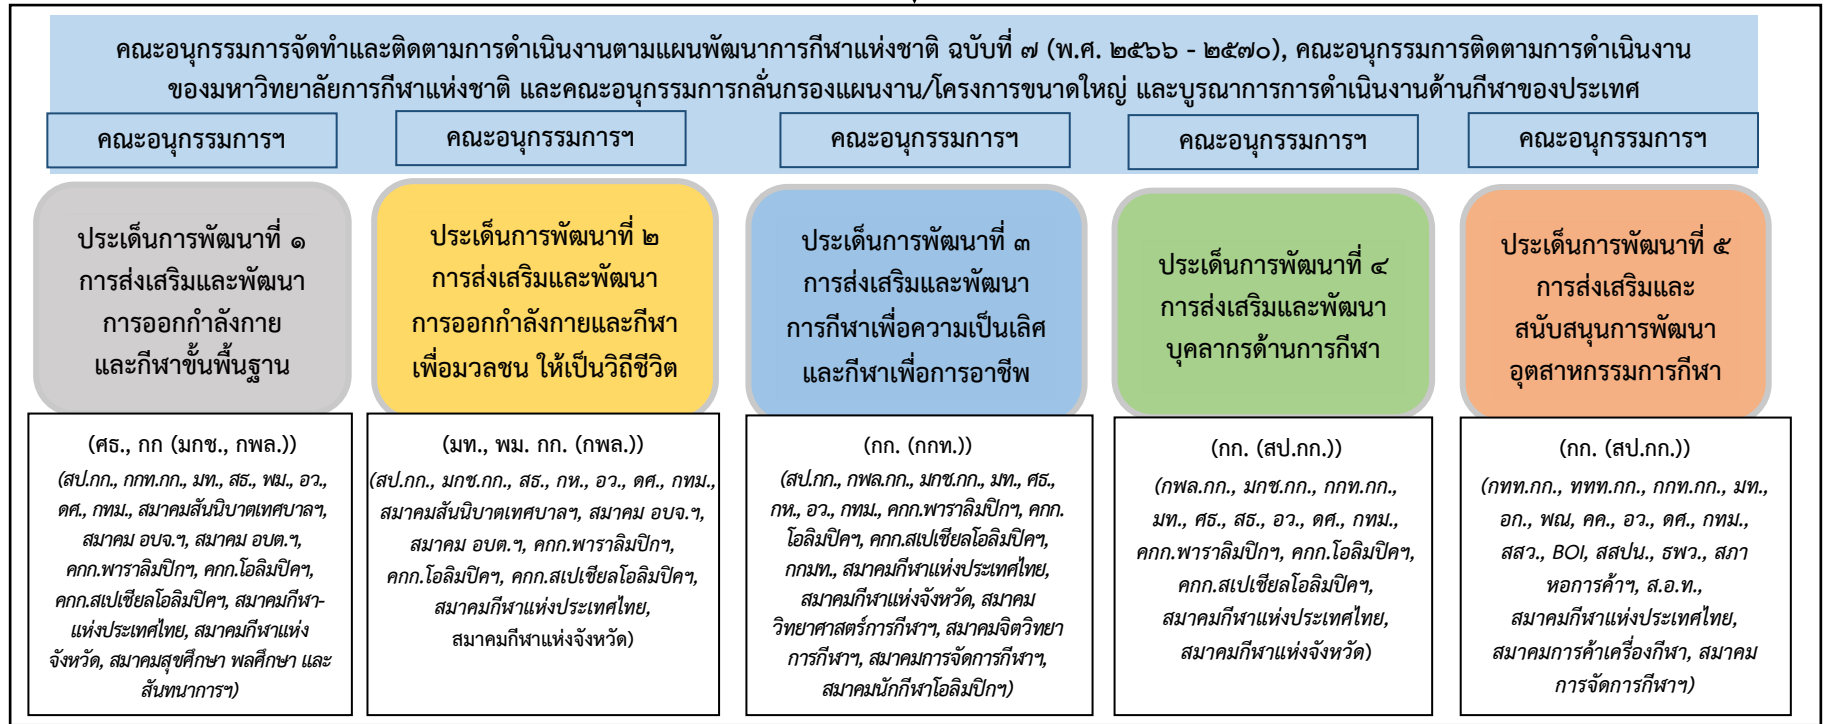 คณะอนุกรรมการจัดทำและติดตามการดำเนินงานตามแผนพัฒนาการกีฬาแห่งชาติ ฉบับที่ ๗ (พ.ศ. ๒๕๖๖ - ๒๕๗๐), คณะอนุกรรมการติดตามการดำเนินงาน
ของมหาวิทยาลัยการกีฬาแห่งชาติ และคณะอนุกรรมการกลั่นกรองแผนงาน/โครงการขนาดใหญ่ และบูรณาการการดำเนินงานด้านกีฬาของประเทศ
คณะอนุกรรมการฯ
ประเด็นการพัฒนาที่ ๑
การส่งเสริมและพัฒนา
การออกกำลังกาย
และกีฬาขั้นพื้นฐาน
(ศธ., กก (มกช., กพล.))
(สป.กก., กกท.กก., มท., สธ., พม., อว.,
ดศ., กทม., สมาคมสันนิบาตเทศบาลฯ,
สมาคม อบจ.ฯ, สมาคม อบต.ฯ,
คกก.พาราลิมปิกฯ, คกก.โอลิมปิคฯ,
คกก.สเปเชียลโอลิมปิคฯ, สมาคมกีฬา-
แห่งประเทศไทย, สมาคมกีฬาแห่ง
จังหวัด, สมาคมสุขศึกษา พลศึกษา และ
สันทนาการฯ)
คณะอนุกรรมการฯ
ประเด็นการพัฒนาที่ ๒
การส่งเสริมและพัฒนา
การออกกำลังกายและกีฬา
เพื่อมวลชน ให้เป็นวิถีชีวิต
(มท., พม. กก. (กพล.))
(สป.กก., มกช.กก., สธ., กห., อว., ดศ., กทม.,
สมาคมสันนิบาตเทศบาลฯ, สมาคม อบจ.ฯ,
สมาคม อบต.ฯ, คกก.พาราลิมปิกฯ,
คกก.โอลิมปิคฯ, คกก.สเปเชียลโอลิมปิคฯ,
สมาคมกีฬาแห่งประเทศไทย,
สมาคมกีฬาแห่งจังหวัด)
คณะอนุกรรมการฯ
ประเด็นการพัฒนาที่ ๓
การส่งเสริมและพัฒนา
การกีฬาเพื่อความเป็นเลิศ
และกีฬาเพื่อการอาชีพ
(กก. (กกท.))
(สป.กก., กพล.กก., มกช.กก., มท., ศธ.,
กห., อว., กทม., คกก.พาราลิมปิกฯ, คกก.
โอลิมปิคฯ, คกก.สเปเชียลโอลิมปิคฯ,
กกมท., สมาคมกีฬาแห่งประเทศไทย,
สมาคมกีฬาแห่งจังหวัด, สมาคม
วิทยาศาสตร์การกีฬาฯ, สมาคมจิตวิทยา
การกีฬาฯ, สมาคมการจัดการกีฬาฯ,
สมาคมนักกีฬาโอลิมปิกฯ)
คณะอนุกรรมการฯ
ประเด็นการพัฒนาที่ ๔
การส่งเสริมและพัฒนา
บุคลากรด้านการกีฬา
(กก. (สป.กก.))
(กพล.กก., มกช.กก., กกท.กก.,
มท., ศธ., สธ., อว., ดศ., กทม.,
คกก.พาราลิมปิกฯ, คกก.โอลิมปิคฯ,
คกก.สเปเชียลโอลิมปิคฯ,
สมาคมกีฬาแห่งประเทศไทย,
สมาคมกีฬาแห่งจังหวัด)
คณะอนุกรรมการฯ
ประเด็นการพัฒนาที่ ๕
การส่งเสริมและ
สนับสนุนการพัฒนา
อุตสาหกรรมการกีฬา
(กก. (สป.กก.))
(กทท.กก., ททท.กก., กกท.กก., มท.,
อก., พณ, คค., อว., ดศ., กทม.,
สสว., BOI, สสปน., ธพว., สภา
หอการค้าฯ, ส.อ.ท.,
สมาคมกีฬาแห่งประเทศไทย,
สมาคมการค้าเครื่องกีฬา, สมาคม
การจัดการกีฬาฯ)